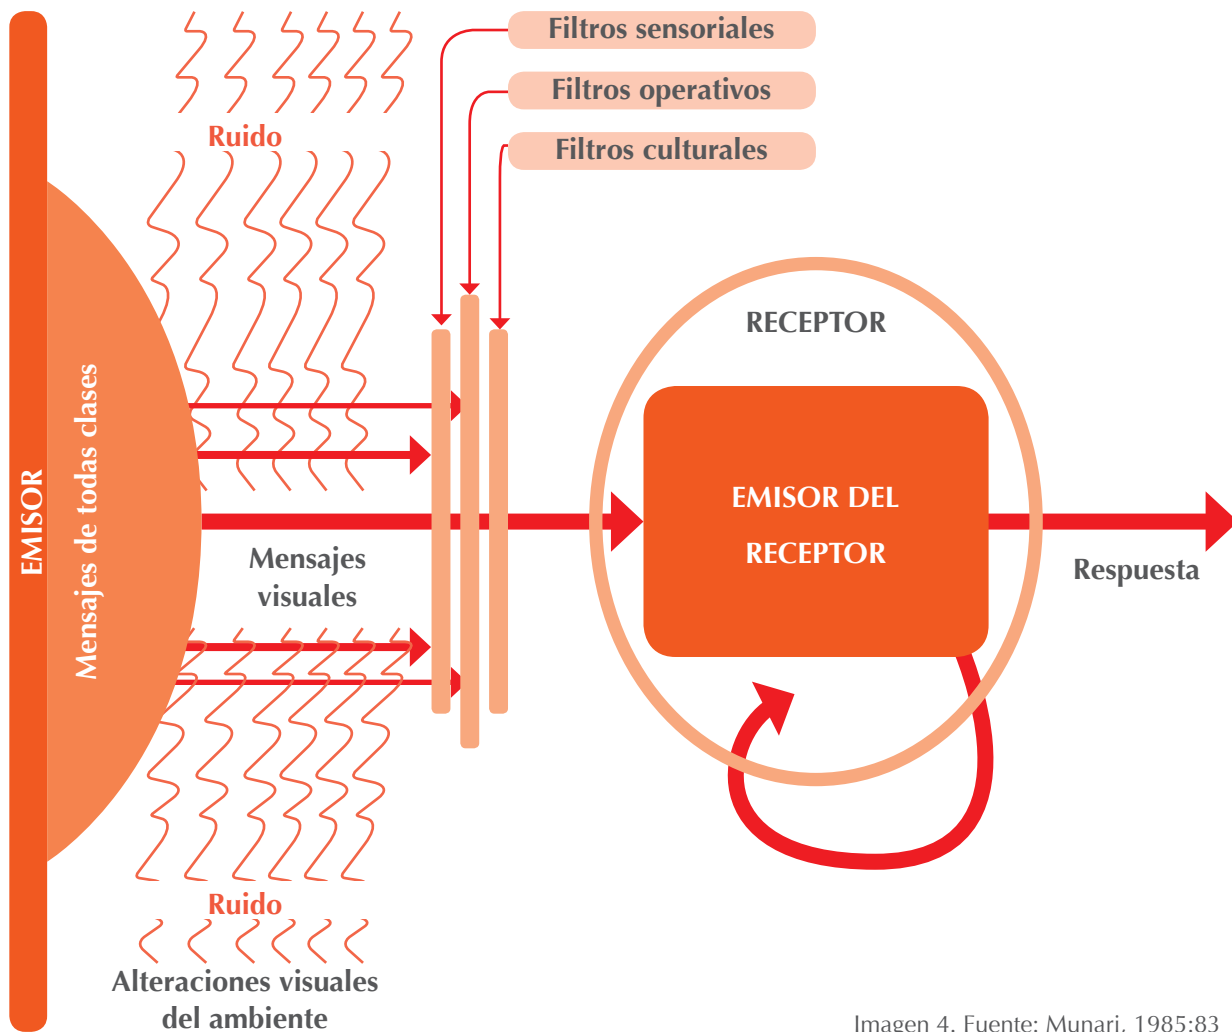 Filtros sensoriales
Filtros operativos
Ruido
Filtros culturales
RECEPTOR
EMISOR
Mensajes de todas clases
EMISOR DEL
RECEPTOR
Mensajes
visuales
Respuesta
Ruido
Alteraciones visuales
del ambiente
Imagen 4. Fuente: Munari, 1985:83